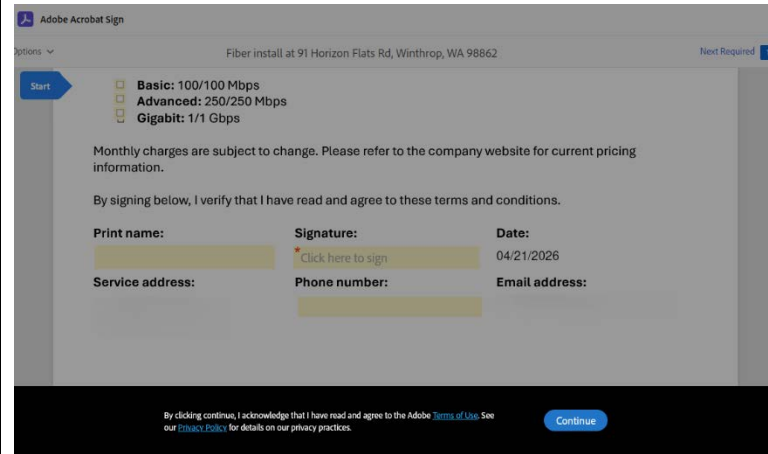 Adobe Acrobat Sign
Options
Fiber install at 91 Horizon Flats Rd, Winthrop, WA 98862
Next Required
Start
Basic: 100/100 Mbps
Advanced: 250/250 Mbps
Gigabit: 1/1 Gbps
Monthly charges are subject to change. Please refer to the company website for current pricing
information.
By signing below, I verify that I have read and agree to these terms and conditions.
Print name: Signature: Date:
*Click here to sign 04/21/2026
Service address: Phone number: Email address:
By clicking continue, I acknowledge that I have read and agree to the Adobe Terms of Use. See
our Privacy Policy for details on our privacy practices.
Continue